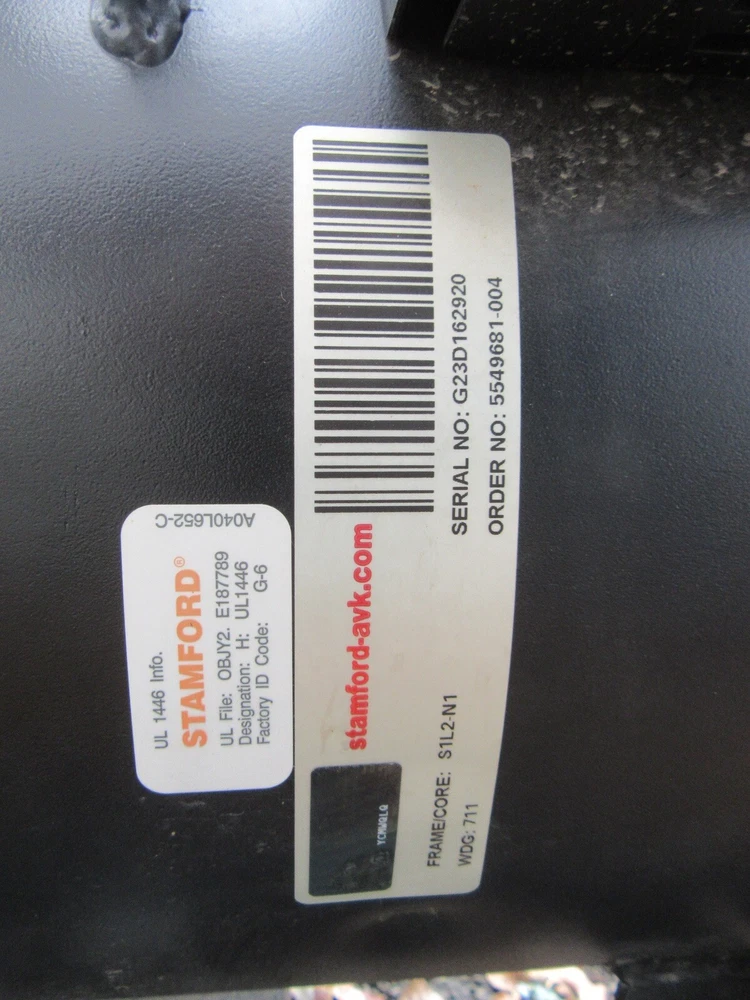 UL 1446 Info.
STAMFORD®
UL File: OBJY2. E187789
Designation: H: UL1446
Factory ID Code: G-6
A040L652-C
stamford-avk.com
SERIAL NO: G23D162920
ORDER NO: 5549681-004
FRAME/CORE: S1L2-N1
WDG: 711